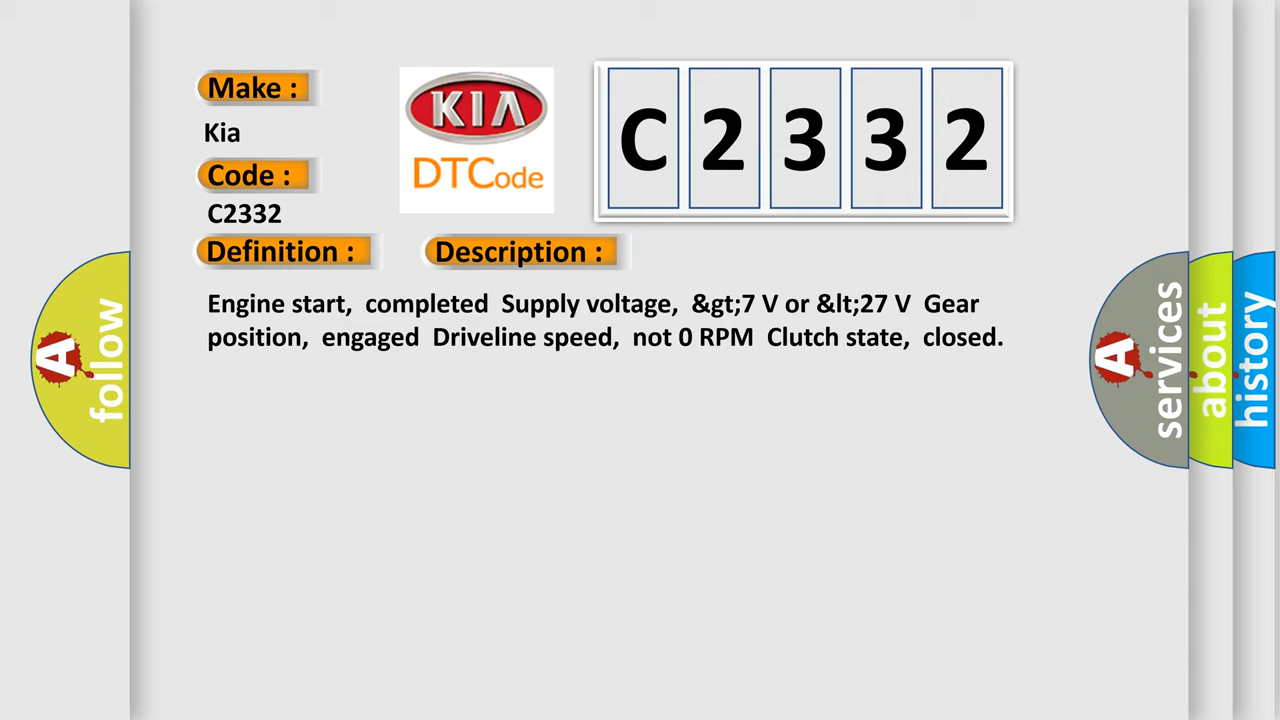 Make :
Kia
Code :
C2332
KIA
DTCode
C2332
Definition :
Description :
Engine start, completed Supply voltage, &gt;7 V or &lt;27 V Gear
position, engaged Driveline speed, not 0 RPM Clutch state, closed.
A follow
A services
about
history